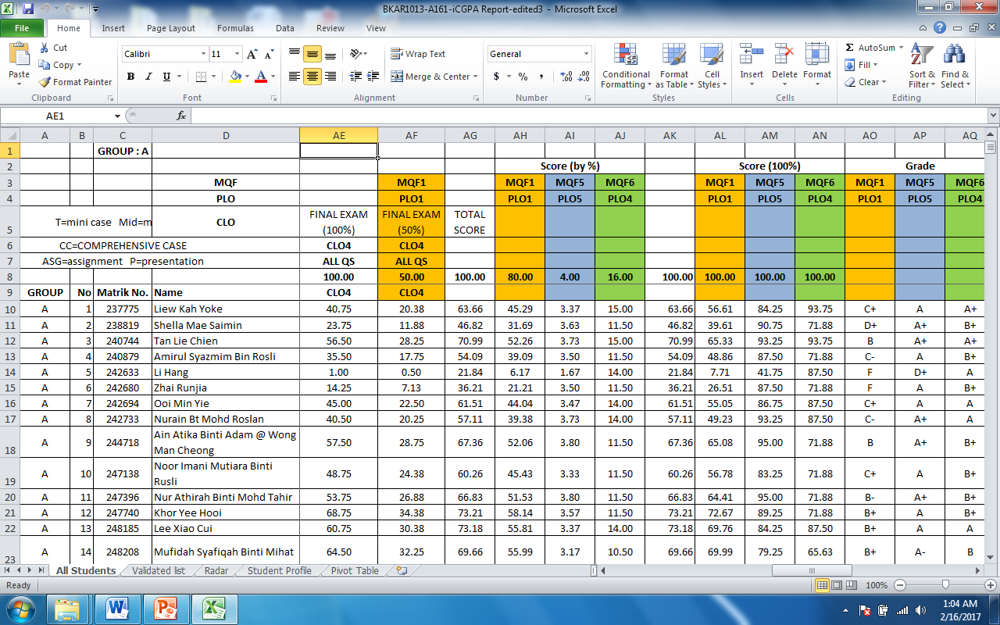 BKAR1013-A161-iCGPA Report-edited3 - Microsoft Excel
File Home Insert Page Layout Formulas Data Review View
Cut Calibri 11 Wrap Text General AutoSum
Copy Fill
Paste Format Painter Merge & Center Conditional Formatting Format as Table Cell Styles Insert Delete Format Clear Sort & Filter Find & Select
Clipboard Font Alignment Number Styles Cells Editing
AE1 fx
A B C D AE AF AG AH AI AJ AK AL AM AN AO AP AQ
1 GROUP : A
2 Score (by %) Score (100%) Grade
3 MQF MQF1 MQF1 MQF5 MQF6 MQF1 MQF5 MQF6 MQF1 MQF5 MQF6
4 PLO PLO1 PLO1 PLO5 PLO4 PLO1 PLO5 PLO4 PLO1 PLO5 PLO4
5 T=mini case Mid=m CLO FINAL EXAM (100%) FINAL EXAM (50%) TOTAL SCORE
6 CC=COMPREHENSIVE CASE CLO4 CLO4
7 ASG=assignment P=presentation ALL QS ALL QS
8 100.00 50.00 100.00 80.00 4.00 16.00 100.00 100.00 100.00 100.00
9 GROUP No Matrik No. Name CLO4 CLO4
10 A 1 237775 Liew Kah Yoke 40.75 20.38 63.66 45.29 3.37 15.00 63.66 56.61 84.25 93.75 C+ A A+
11 A 2 238819 Shella Mae Saimin 23.75 11.88 46.82 31.69 3.63 11.50 46.82 39.61 90.75 71.88 D+ A+ B+
12 A 3 240744 Tan Lie Chien 56.50 28.25 70.99 52.26 3.73 15.00 70.99 65.33 93.25 93.75 B A+ A+
13 A 4 240879 Amirul Syazmim Bin Rosli 35.50 17.75 54.09 39.09 3.50 11.50 54.09 48.86 87.50 71.88 C- A B+
14 A 5 242633 Li Hang 1.00 0.50 21.84 6.17 1.67 14.00 21.84 7.71 41.75 87.50 F D+ A
15 A 6 242680 Zhai Runjia 14.25 7.13 36.21 21.21 3.50 11.50 36.21 26.51 87.50 71.88 F A B+
16 A 7 242694 Ooi Min Yie 45.00 22.50 61.51 44.04 3.47 14.00 61.51 55.05 86.75 87.50 C+ A A
17 A 8 242733 Nurain Bt Mohd Roslan 40.50 20.25 57.11 39.38 3.73 14.00 57.11 49.23 93.25 87.50 C- A+ A
18 A 9 244718 Ain Atika Binti Adam @ Wong Man Cheong 57.50 28.75 67.36 52.06 3.80 11.50 67.36 65.08 95.00 71.88 B A+ B+
19 A 10 247138 Noor Imani Mutiara Binti Rusli 48.75 24.38 60.26 45.43 3.33 11.50 60.26 56.78 83.25 71.88 C+ A B+
20 A 11 247396 Nur Athirah Binti Mohd Tahir 53.75 26.88 66.83 51.53 3.80 11.50 66.83 64.41 95.00 71.88 B- A+ B+
21 A 12 247740 Khor Yee Hooi 68.75 34.38 73.21 58.14 3.57 11.50 73.21 72.67 89.25 71.88 B+ A B+
22 A 13 248185 Lee Xiao Cui 60.75 30.38 73.18 55.81 3.37 14.00 73.18 69.76 84.25 87.50 B+ A A
23 A 14 248208 Mufidah Syafiqah Binti Mihat 64.50 32.25 69.66 55.99 3.17 10.50 69.66 69.99 79.25 65.63 B+ A- B
All Students Validated list Radar Student Profile Pivot Table
Ready 100%
1:04 AM
2/16/2017